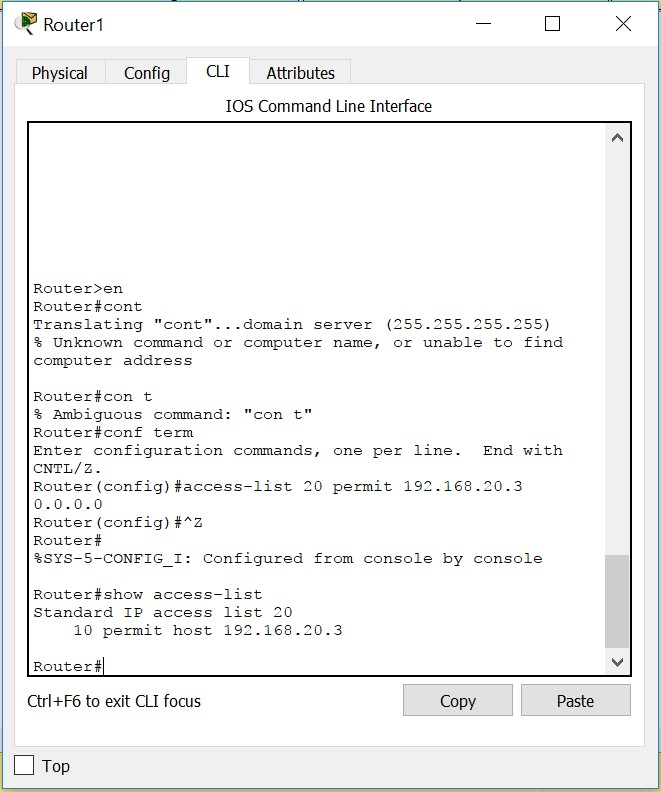 Router1
Physical Config CLI Attributes
IOS Command Line Interface
Router>en
Router#cont
Translating "cont"...domain server (255.255.255.255)
% Unknown command or computer name, or unable to find
computer address
Router#con t
% Ambiguous command: "con t"
Router#conf term
Enter configuration commands, one per line.  End with
CNTL/Z.
Router(config)#access-list 20 permit 192.168.20.3
0.0.0.0
Router(config)#^Z
Router#
%SYS-5-CONFIG_I: Configured from console by console
Router#show access-list
Standard IP access list 20
    10 permit host 192.168.20.3
Router#
Ctrl+F6 to exit CLI focus Copy Paste
Top